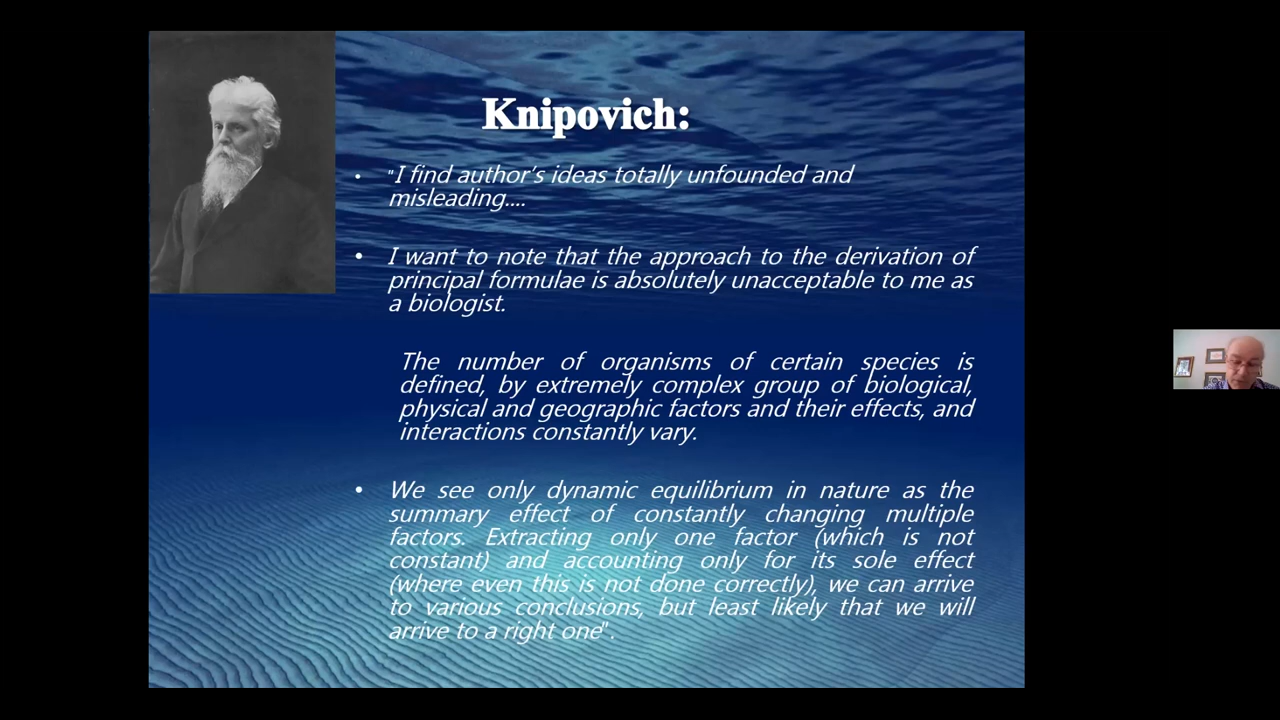 Knipovich:
• "I find author's ideas totally unfounded and
misleading....
• I want to note that the approach to the derivation of
principal formulae is absolutely unacceptable to me as
a biologist.
The number of organisms of certain species is
defined, by extremely complex group of biological,
physical and geographic factors and their effects, and
interactions constantly vary.
• We see only dynamic equilibrium in nature as the
summary effect of constantly changing multiple
factors. Extracting only one factor (which is not
constant) and accounting only for its sole effect
(where even this is not done correctly), we can arrive
to various conclusions, but least likely that we will
arrive to a right one".